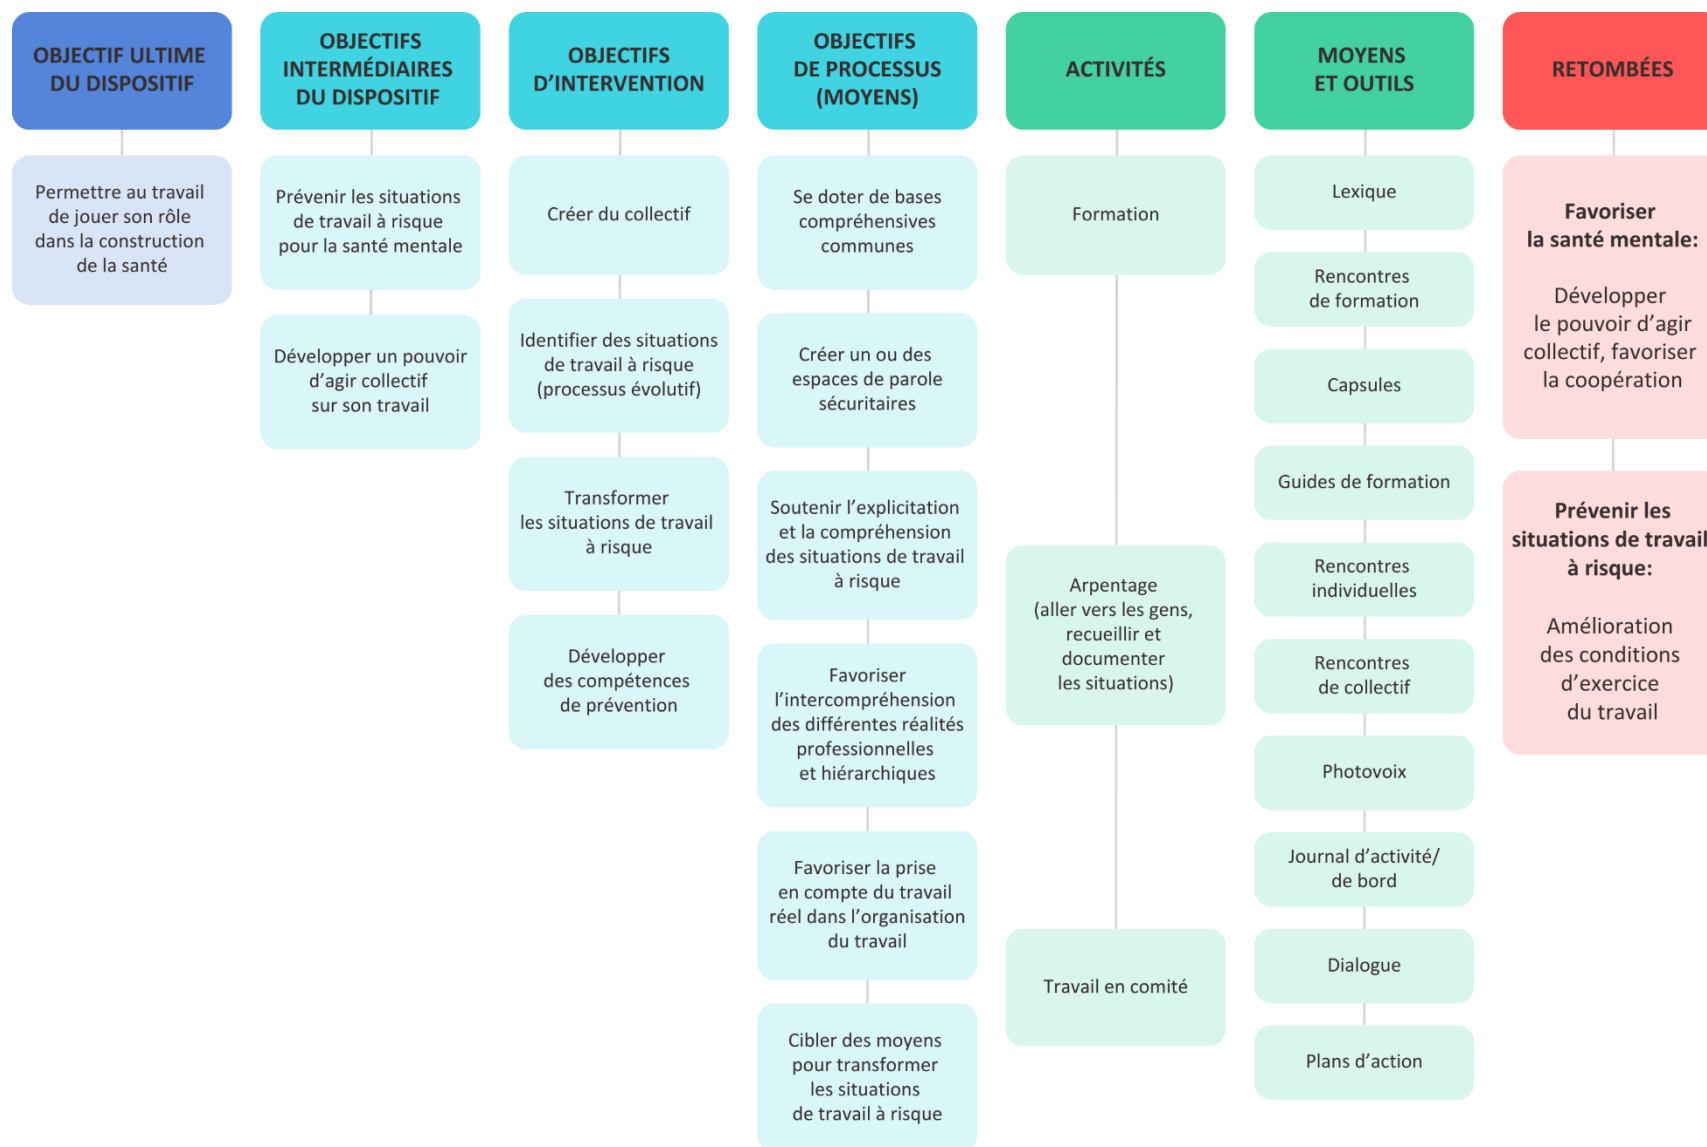 OBJECTIF ULTIME
DU DISPOSITIF
Permettre au travail
de jouer son rôle
dans la construction
de la santé
OBJECTIFS
INTERMÉDIAIRES
DU DISPOSITIF
Prévenir les situations
de travail à risque
pour la santé mentale
Développer un pouvoir
d’agir collectif
sur son travail
OBJECTIFS
D’INTERVENTION
Créer du collectif
Identifier des situations
de travail à risque
(processus évolutif)
Transformer
les situations de travail
à risque
Développer
des compétences
de prévention
OBJECTIFS
DE PROCESSUS
(MOYENS)
Se doter de bases
compréhensives
communes
Créer un ou des
espaces de parole
sécuritaires
Soutenir l’explicitation
et la compréhension
des situations de travail
à risque
Favoriser
l’intercompréhension
des différentes réalités
professionnelles
et hiérarchiques
Favoriser la prise
en compte du travail
réel dans l’organisation
du travail
Cibler des moyens
pour transformer
les situations
de travail à risque
ACTIVITÉS
Formation
Arpentage
(aller vers les gens,
recueillir et
documenter
les situations)
Travail en comité
MOYENS
ET OUTILS
Lexique
Rencontres
de formation
Capsules
Guides de formation
Rencontres
individuelles
Rencontres
de collectif
Photovoix
Journal d’activité/
de bord
Dialogue
Plans d’action
RETOMBÉES
Favoriser
la santé mentale:
Développer
le pouvoir d’agir
collectif, favoriser
la coopération
Prévenir les
situations de travail
à risque:
Amélioration
des conditions
d’exercice
du travail